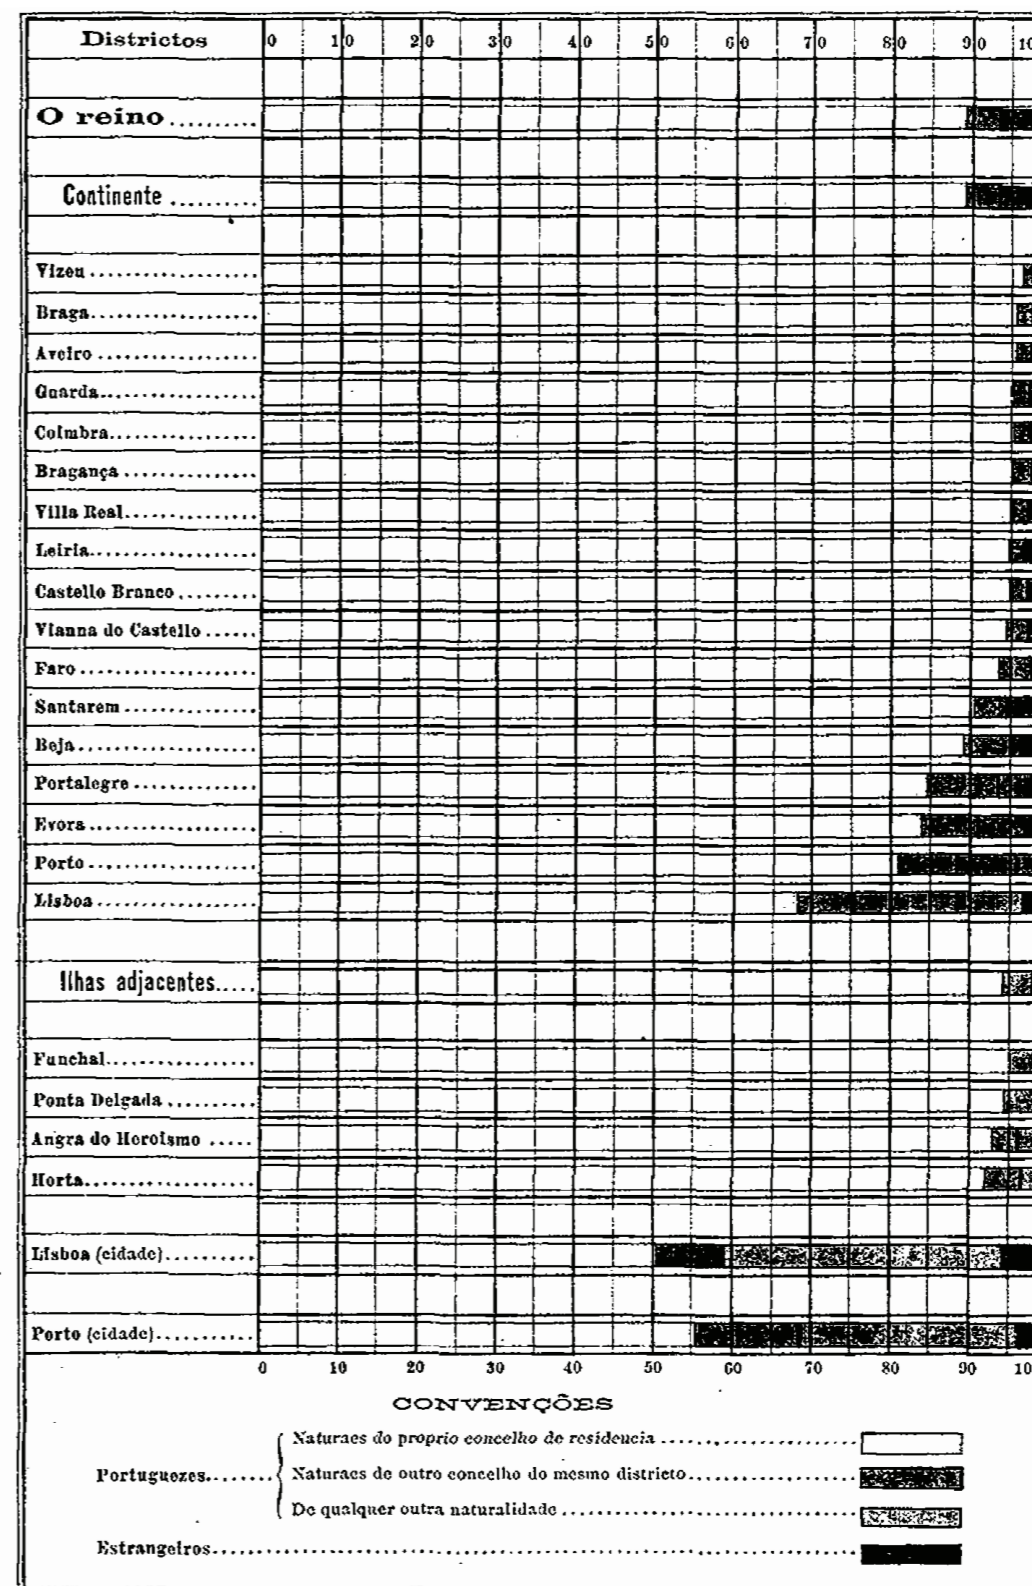 Districtos 0 10 20 30 40 50 60 70 80 90 10
O reino..........
Continente .........
Vizeu ...................
Braga...................
Aveiro ..................
Guarda..................
Coimbra.................
Bragança ...............
Villa Real...............
Leiria...................
Castello Branco .........
Vianna do Castello ......
Faro ....................
Santarem ...............
Beja....................
Portalegre ..............
Evora...................
Porto ...................
Lisboa ..................
Ilhas adjacentes.....
Funchal.................
Ponta Delgada ..........
Angra do Heroismo .....
Horta...................
Lisboa (cidade)..........
Porto (cidade)...........
0 10 20 30 40 50 60 70 80 90 10
CONVENÇÕES
Naturaes do proprio concelho de residencia ....................
Portuguezes........ Naturaes de outro concelho do mesmo districto...................
De qualquer outra naturalidade .................................
Estrangeiros.......................................................................